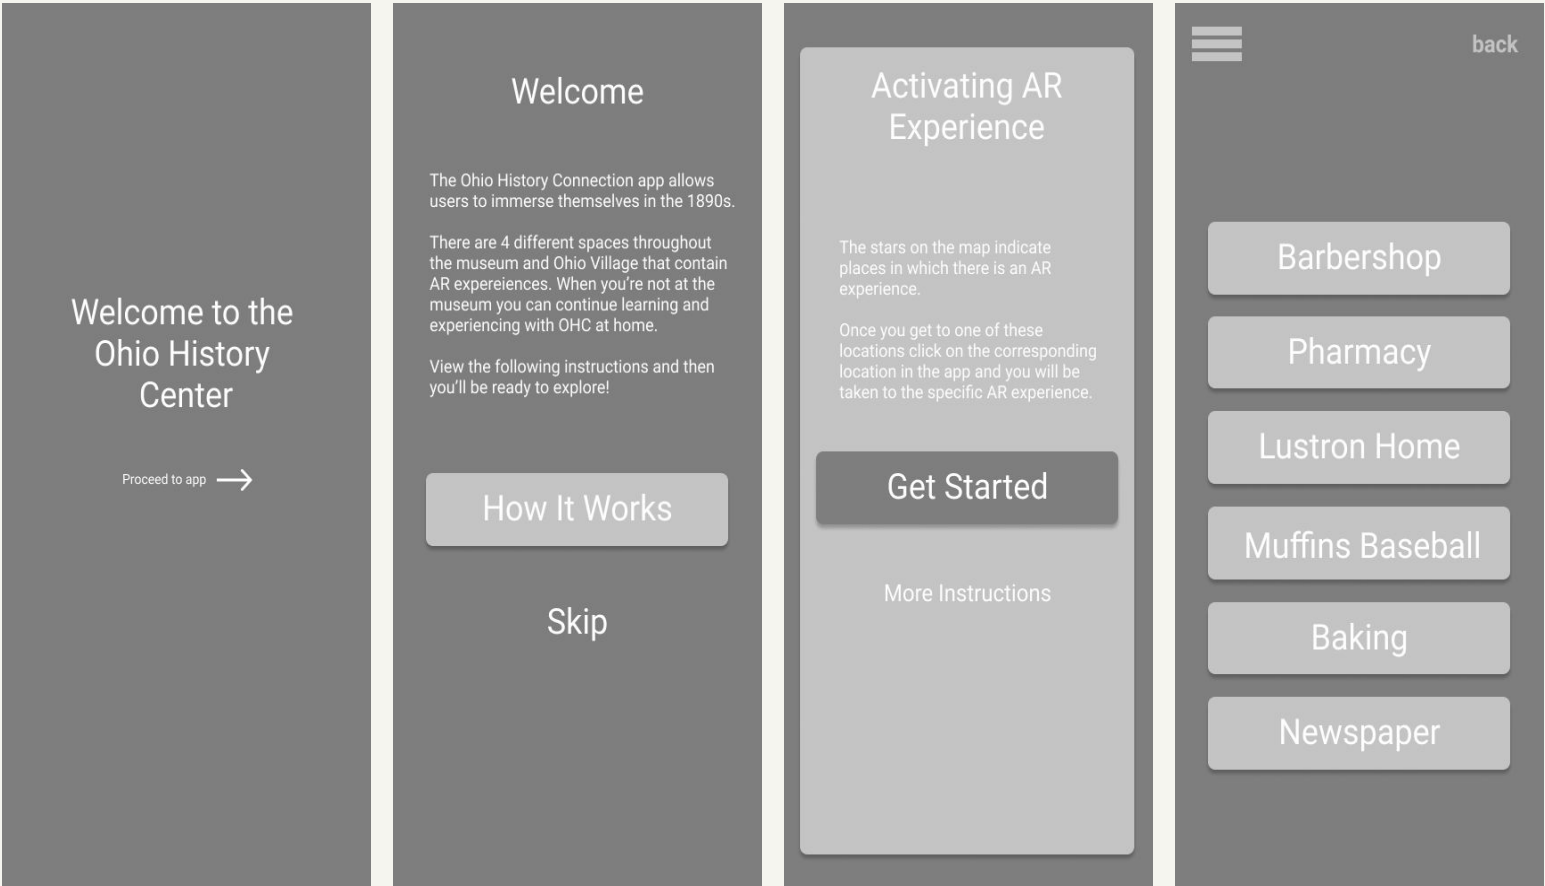 Welcome to the
Ohio History
Center
Proceed to app
Welcome
The Ohio History Connection app allows
users to immerse themselves in the 1890s.
There are 4 different spaces throughout
the museum and Ohio Village that contain
AR expereiences. When you're not at the
museum you can continue learning and
experiencing with OHC at home.
View the following instructions and then
you'll be ready to explore!
How It Works
Skip
Activating AR
Experience
The stars on the map indicate
places in which there is an AR
experience.
Once you get to one of these
locations click on the corresponding
location in the app and you will be
taken to the specific AR experience.
Get Started
More Instructions
back
Barbershop
Pharmacy
Lustron Home
Muffins Baseball
Baking
Newspaper